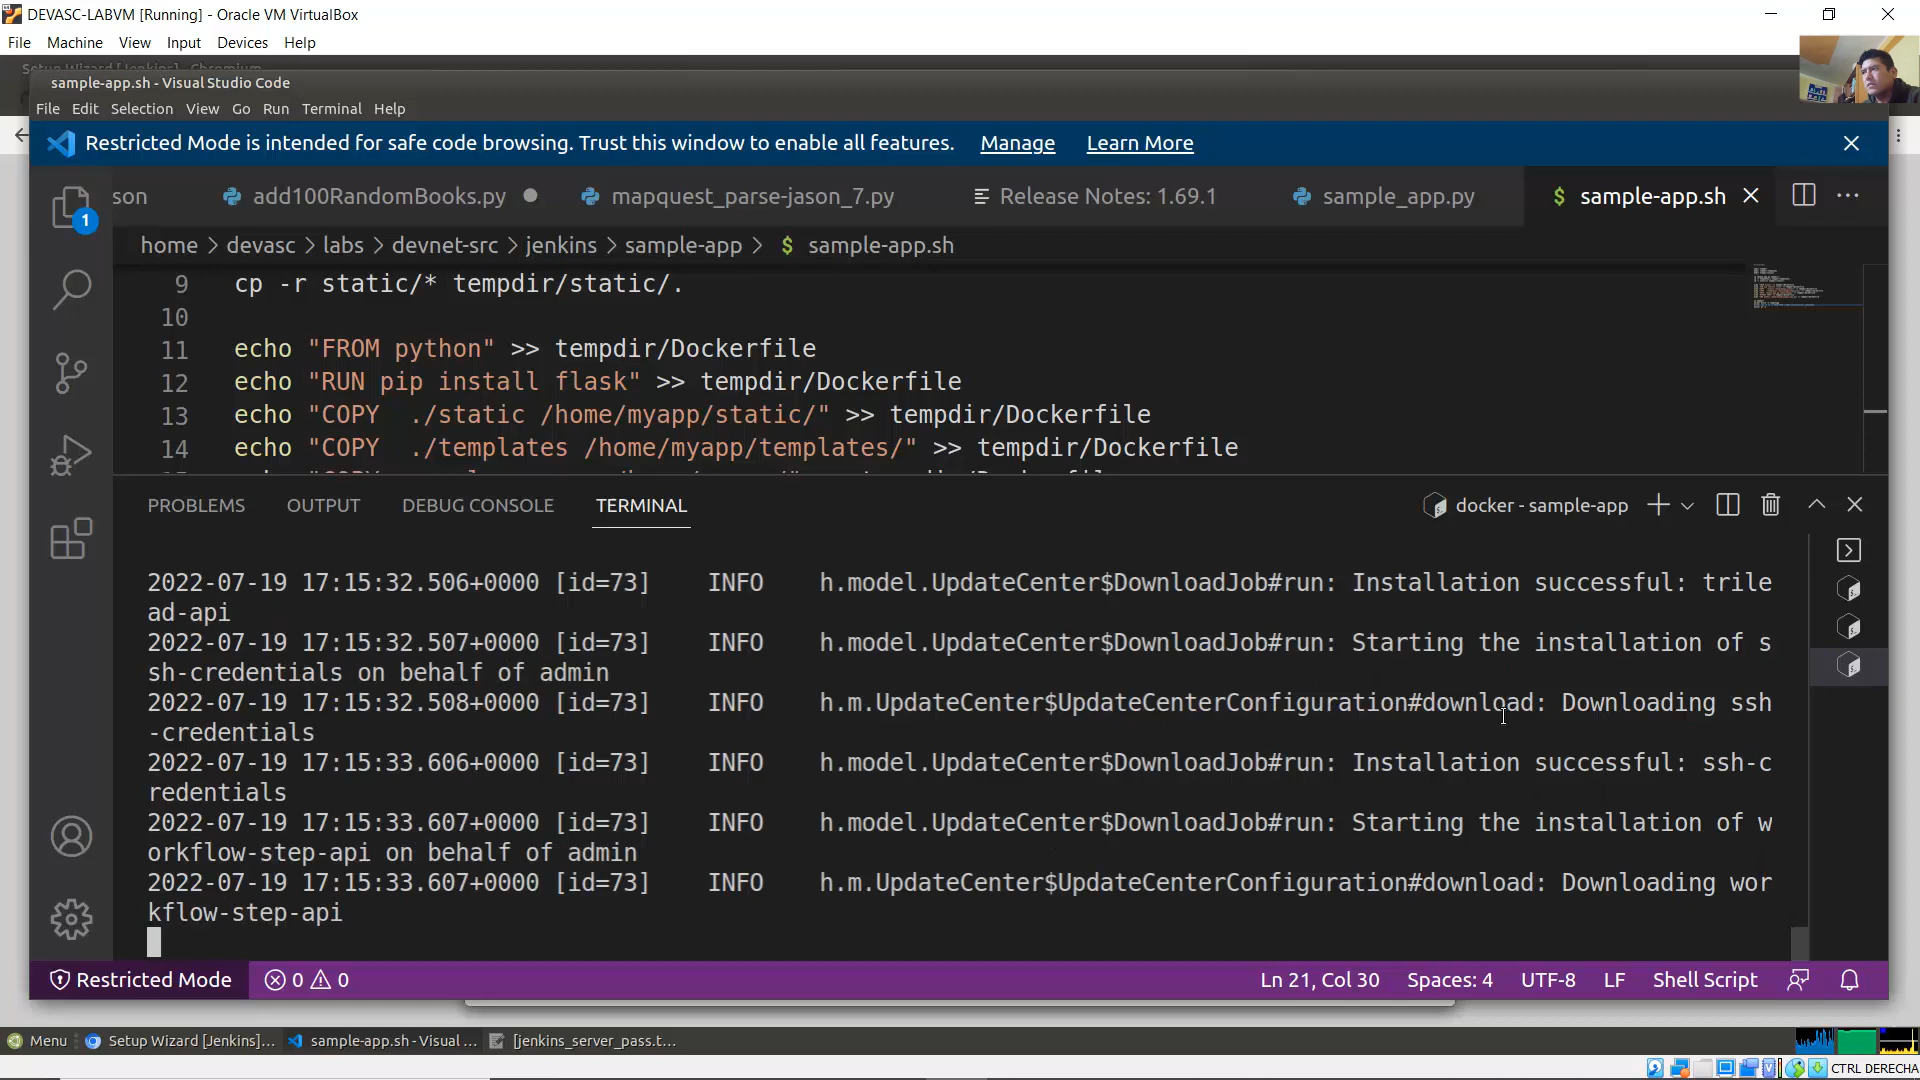 DEVASC-LABVM [Running] - Oracle VM VirtualBox
File Machine View Input Devices Help
Setup Wizard [Jenkins] - Chromium
sample-app.sh - Visual Studio Code
File Edit Selection View Go Run Terminal Help
Restricted Mode is intended for safe code browsing. Trust this window to enable all features. Manage Learn More
son add100RandomBooks.py mapquest_parse-jason_7.py Release Notes: 1.69.1 sample_app.py $ sample-app.sh
1
home > devasc > labs > devnet-src > jenkins > sample-app > $ sample-app.sh
9 cp -r static/* tempdir/static/.
10
11 echo "FROM python" >> tempdir/Dockerfile
12 echo "RUN pip install flask" >> tempdir/Dockerfile
13 echo "COPY  ./static /home/myapp/static/" >> tempdir/Dockerfile
14 echo "COPY  ./templates /home/myapp/templates/" >> tempdir/Dockerfile
PROBLEMS OUTPUT DEBUG CONSOLE TERMINAL docker - sample-app
2022-07-19 17:15:32.506+0000 [id=73] INFO h.model.UpdateCenter$DownloadJob#run: Installation successful: trile
ad-api
2022-07-19 17:15:32.507+0000 [id=73] INFO h.model.UpdateCenter$DownloadJob#run: Starting the installation of s
sh-credentials on behalf of admin
2022-07-19 17:15:32.508+0000 [id=73] INFO h.m.UpdateCenter$UpdateCenterConfiguration#download: Downloading ssh
-credentials
2022-07-19 17:15:33.606+0000 [id=73] INFO h.model.UpdateCenter$DownloadJob#run: Installation successful: ssh-c
redentials
2022-07-19 17:15:33.607+0000 [id=73] INFO h.model.UpdateCenter$DownloadJob#run: Starting the installation of w
orkflow-step-api on behalf of admin
2022-07-19 17:15:33.607+0000 [id=73] INFO h.m.UpdateCenter$UpdateCenterConfiguration#download: Downloading wor
kflow-step-api
Restricted Mode 0 0 Ln 21, Col 30 Spaces: 4 UTF-8 LF Shell Script
Menu Setup Wizard [Jenkins]... sample-app.sh - Visual ... [jenkins_server_pass.t...
CTRL DERECHA